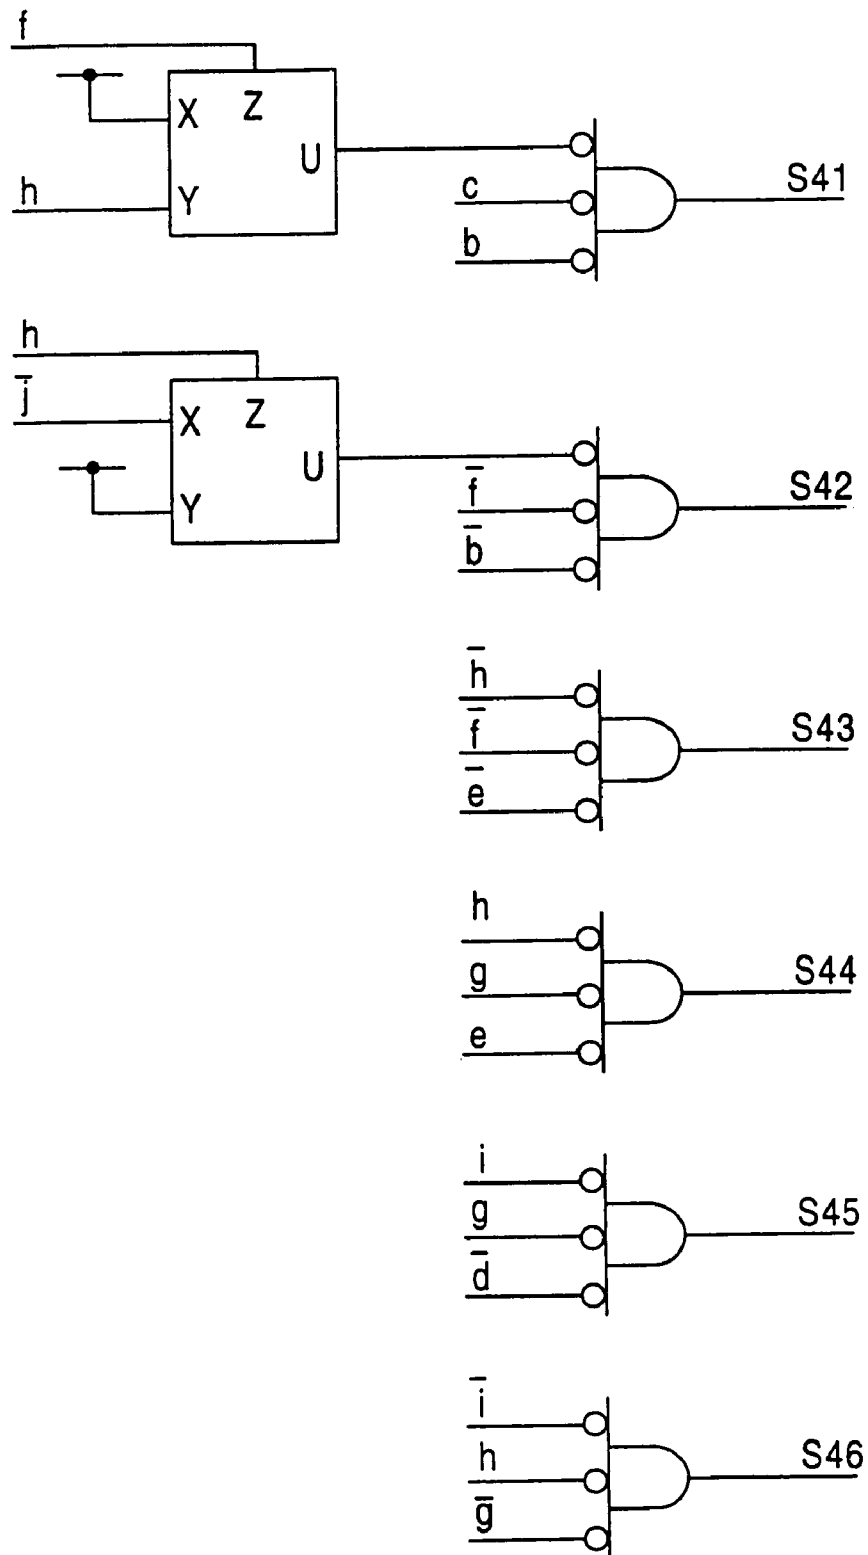 f
X Z
U
h Y
c
b
S41
h
j̅
X Z
U
Y
f̅
b̅
S42
h̅
f̅
e̅
S43
h
g
e
S44
i
g
d̅
S45
i̅
h
g̅
S46